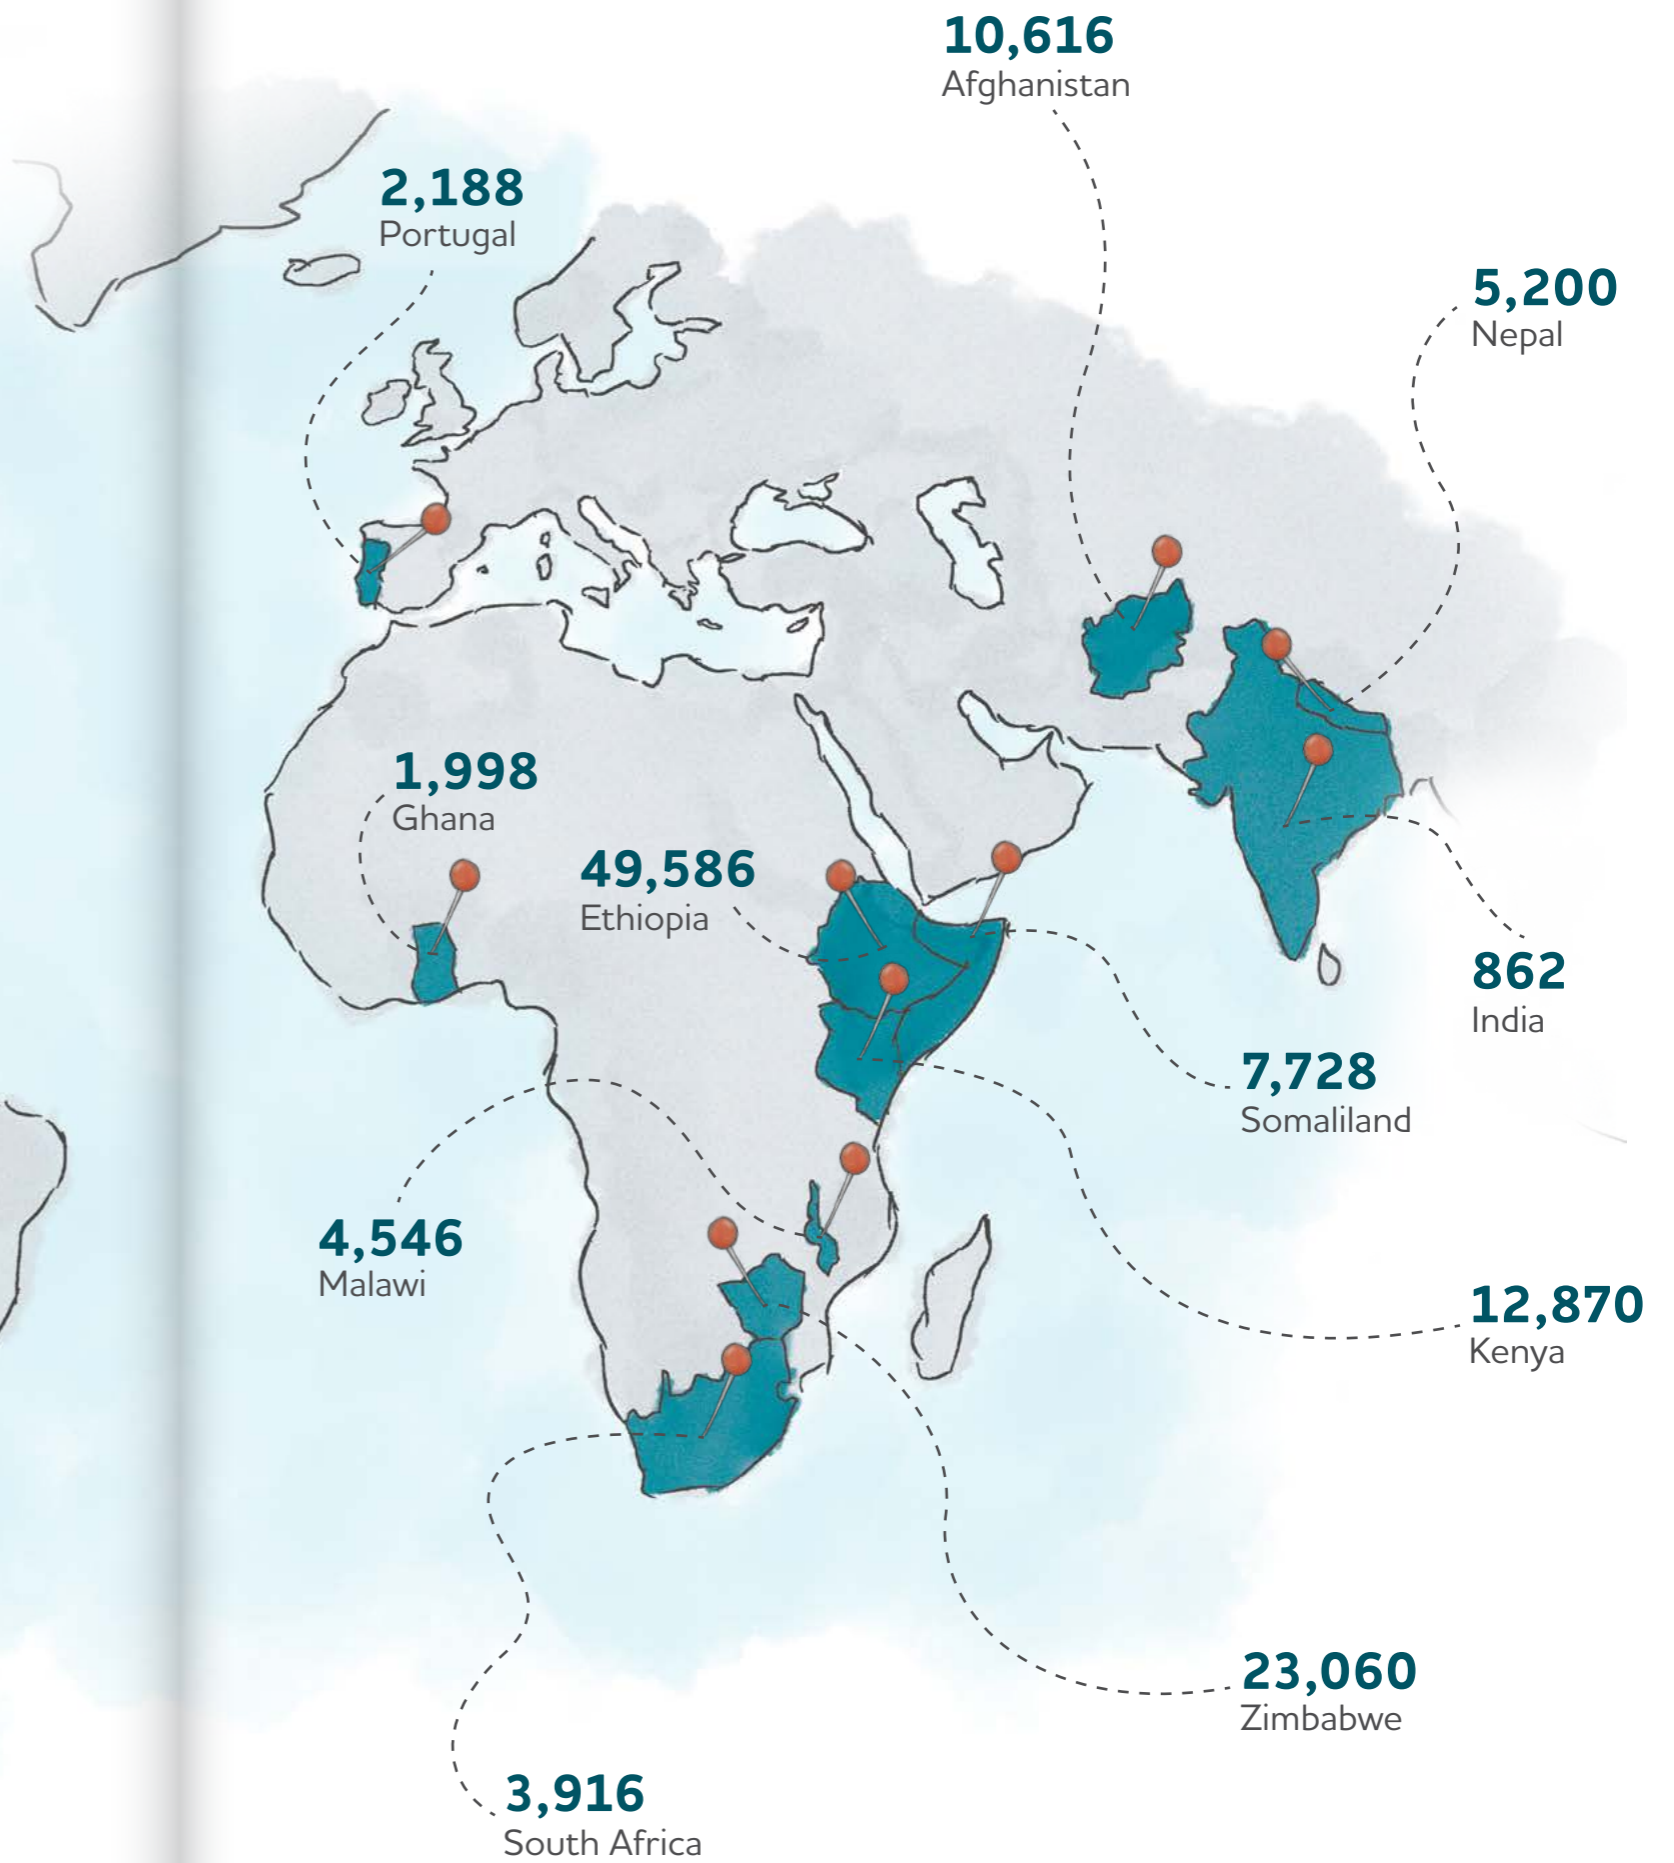 10,616
Afghanistan
2,188
Portugal
5,200
Nepal
1,998
Ghana
49,586
Ethiopia
862
India
7,728
Somaliland
4,546
Malawi
12,870
Kenya
23,060
Zimbabwe
3,916
South Africa